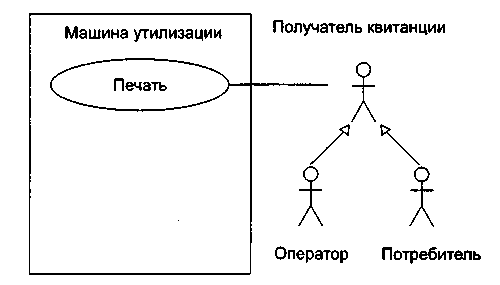 Машина утилизации
Получатель квитанции
Печать
Оператор
Потребитель